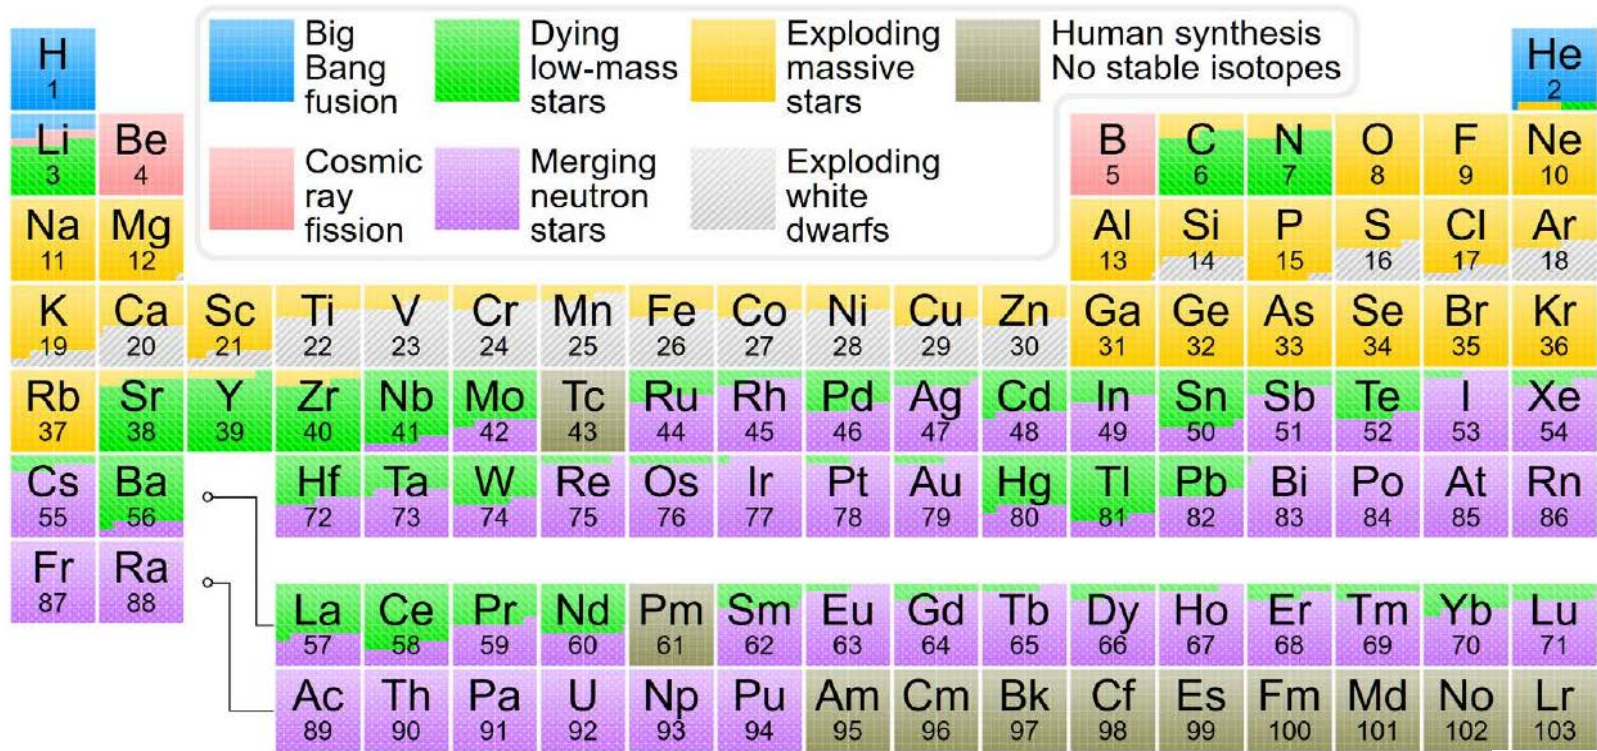 Big Bang fusion
Dying low-mass stars
Exploding massive stars
Human synthesis
No stable isotopes
Cosmic ray fission
Merging neutron stars
Exploding white dwarfs
H
1
He
2
Li
3
Be
4
B
5
C
6
N
7
O
8
F
9
Ne
10
Na
11
Mg
12
Al
13
Si
14
P
15
S
16
Cl
17
Ar
18
K
19
Ca
20
Sc
21
Ti
22
V
23
Cr
24
Mn
25
Fe
26
Co
27
Ni
28
Cu
29
Zn
30
Ga
31
Ge
32
As
33
Se
34
Br
35
Kr
36
Rb
37
Sr
38
Y
39
Zr
40
Nb
41
Mo
42
Tc
43
Ru
44
Rh
45
Pd
46
Ag
47
Cd
48
In
49
Sn
50
Sb
51
Te
52
I
53
Xe
54
Cs
55
Ba
56
Hf
72
Ta
73
W
74
Re
75
Os
76
Ir
77
Pt
78
Au
79
Hg
80
Tl
81
Pb
82
Bi
83
Po
84
At
85
Rn
86
Fr
87
Ra
88
La
57
Ce
58
Pr
59
Nd
60
Pm
61
Sm
62
Eu
63
Gd
64
Tb
65
Dy
66
Ho
67
Er
68
Tm
69
Yb
70
Lu
71
Ac
89
Th
90
Pa
91
U
92
Np
93
Pu
94
Am
95
Cm
96
Bk
97
Cf
98
Es
99
Fm
100
Md
101
No
102
Lr
103